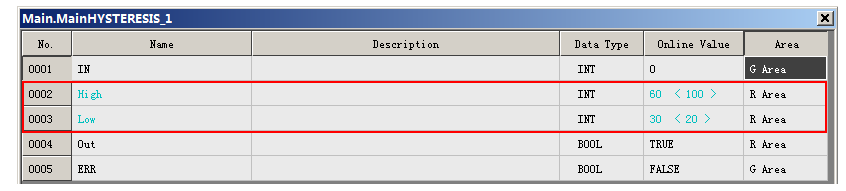 Main.MainHYSTERESIS_1
No. Name Description Data Type Online Value Area
0001 IN INT 0 G Area
0002 High INT 60 < 100 > R Area
0003 Low INT 30 < 20 > R Area
0004 Out BOOL TRUE R Area
0005 ERR BOOL FALSE G Area